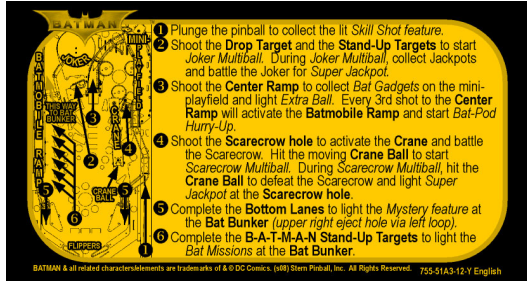 BATMAN
❶ Plunge the pinball to collect the lit Skill Shot feature.
❷ Shoot the Drop Target and the Stand-Up Targets to start
Joker Multiball. During Joker Multiball, collect Jackpots
and battle the Joker for Super Jackpot.
❸ Shoot the Center Ramp to collect Bat Gadgets on the mini-
playfield and light Extra Ball. Every 3rd shot to the Center
Ramp will activate the Batmobile Ramp and start Bat-Pod
Hurry-Up.
❹ Shoot the Scarecrow hole to activate the Crane and battle
the Scarecrow. Hit the moving Crane Ball to start
Scarecrow Multiball. During Scarecrow Multiball, hit the
Crane Ball to defeat the Scarecrow and light Super
Jackpot at the Scarecrow hole.
❺ Complete the Bottom Lanes to light the Mystery feature at
the Bat Bunker (upper right eject hole via left loop).
❻ Complete the B-A-T-M-A-N Stand-Up Targets to light the
Bat Missions at the Bat Bunker.
JOKER
MINI-
PLAYFIELD
BATMOBILE RAMP
THIS WAY
TO BAT
BUNKER
CRANE
❸
❹
❷
CRANE
BALL
❺
❺
❻
FLIPPERS
❶
BATMAN & all related characters/elements are trademarks of & © DC Comics. (s08) Stern Pinball, Inc. All Rights Reserved. 755-51A3-12-Y English